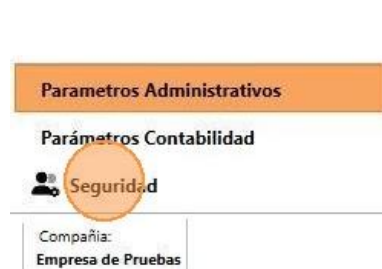 Parametros Administrativos
Parámetros Contabilidad
Seguridad
Compañia:
Empresa de Pruebas